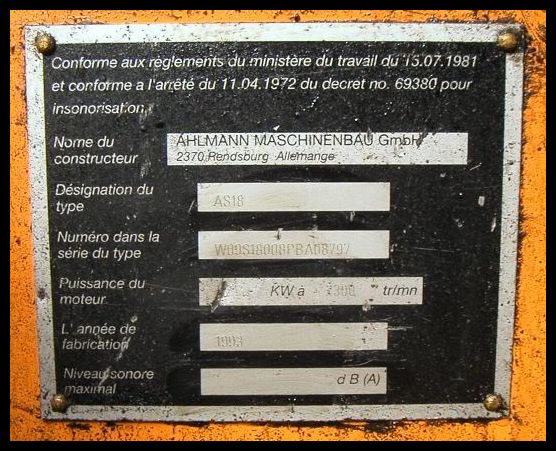 Conforme aux règlements du ministère du travail du 15.07.1981
et conforme a l'arrêté du 11.04.1972 du decret no. 69380 pour
insonorisation.
Nome du
constructeur
AHLMANN MASCHINENBAU GmbH
2370 Rendsburg Allemange
Désignation du
type
AS18
Numéro dans la
série du type
Puissance du
moteur
KW à
tr/mn
L'année de
fabrication
1993
Niveau sonore
maximal
dB (A)